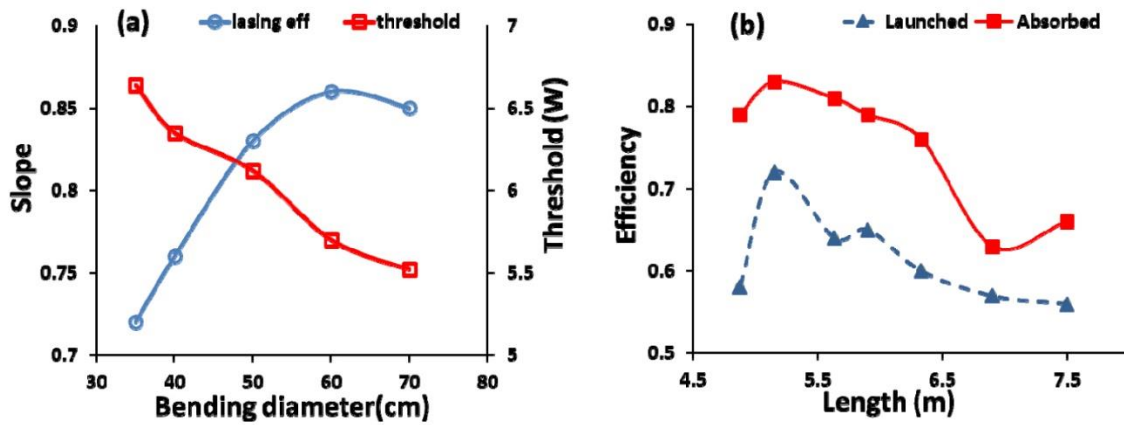 (a) lasing eff threshold
0.9
0.85
0.8
0.75
0.7
Slope
7
6.5
6
5.5
5
Threshold (W)
30 40 50 60 70 80
Bending diameter(cm)
(b) Launched Absorbed
0.9
0.8
0.7
0.6
0.5
Efficiency
4.5 5.5 6.5 7.5
Length (m)